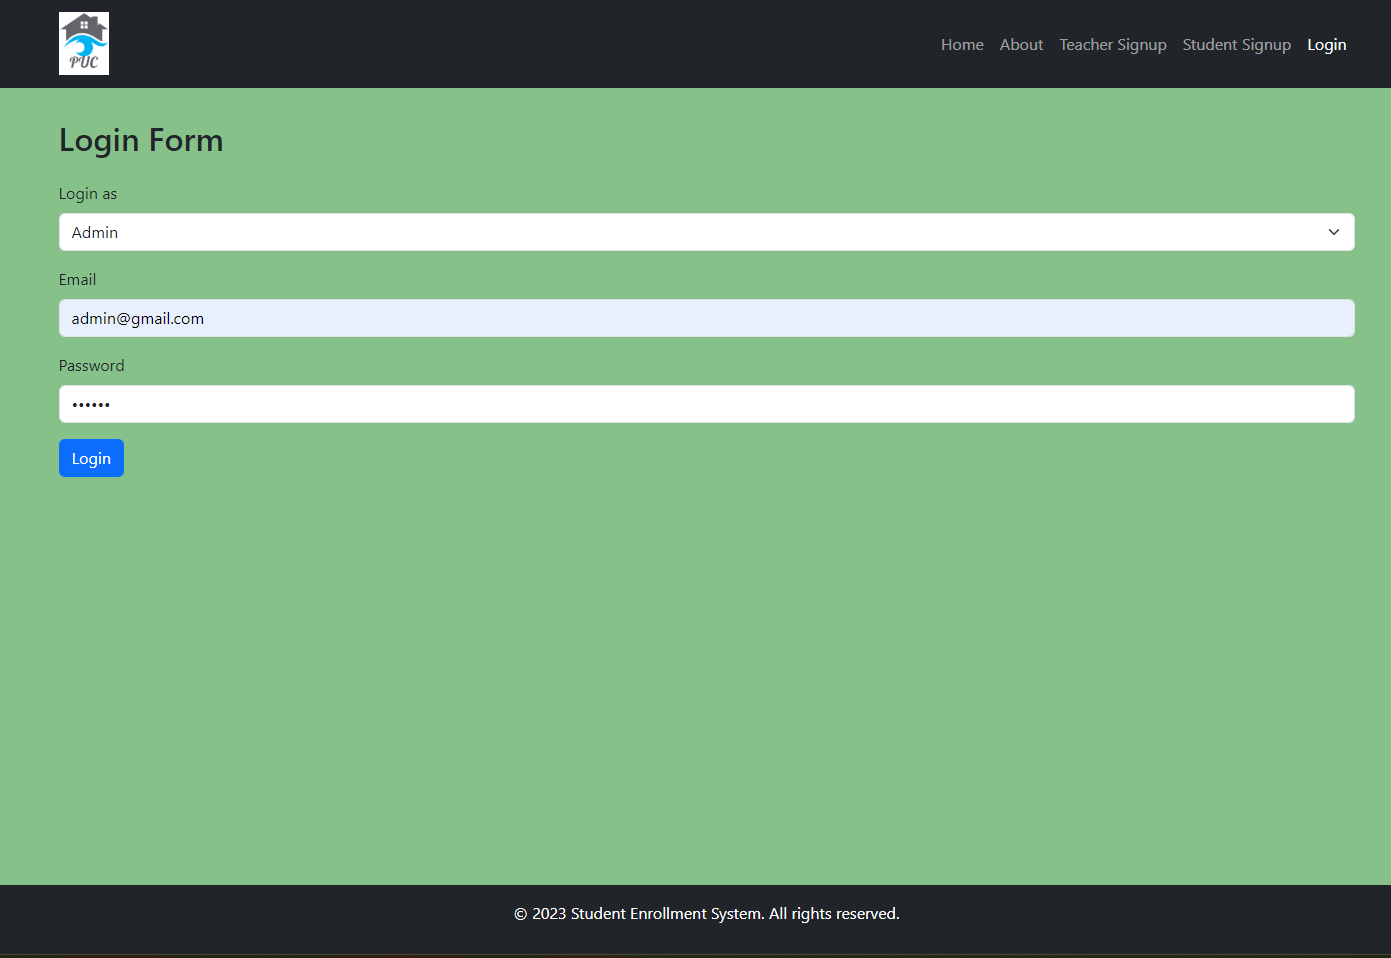 PUC
Home About Teacher Signup Student Signup Login
Login Form
Login as
Admin
Email
admin@gmail.com
Password
••••••
Login
© 2023 Student Enrollment System. All rights reserved.